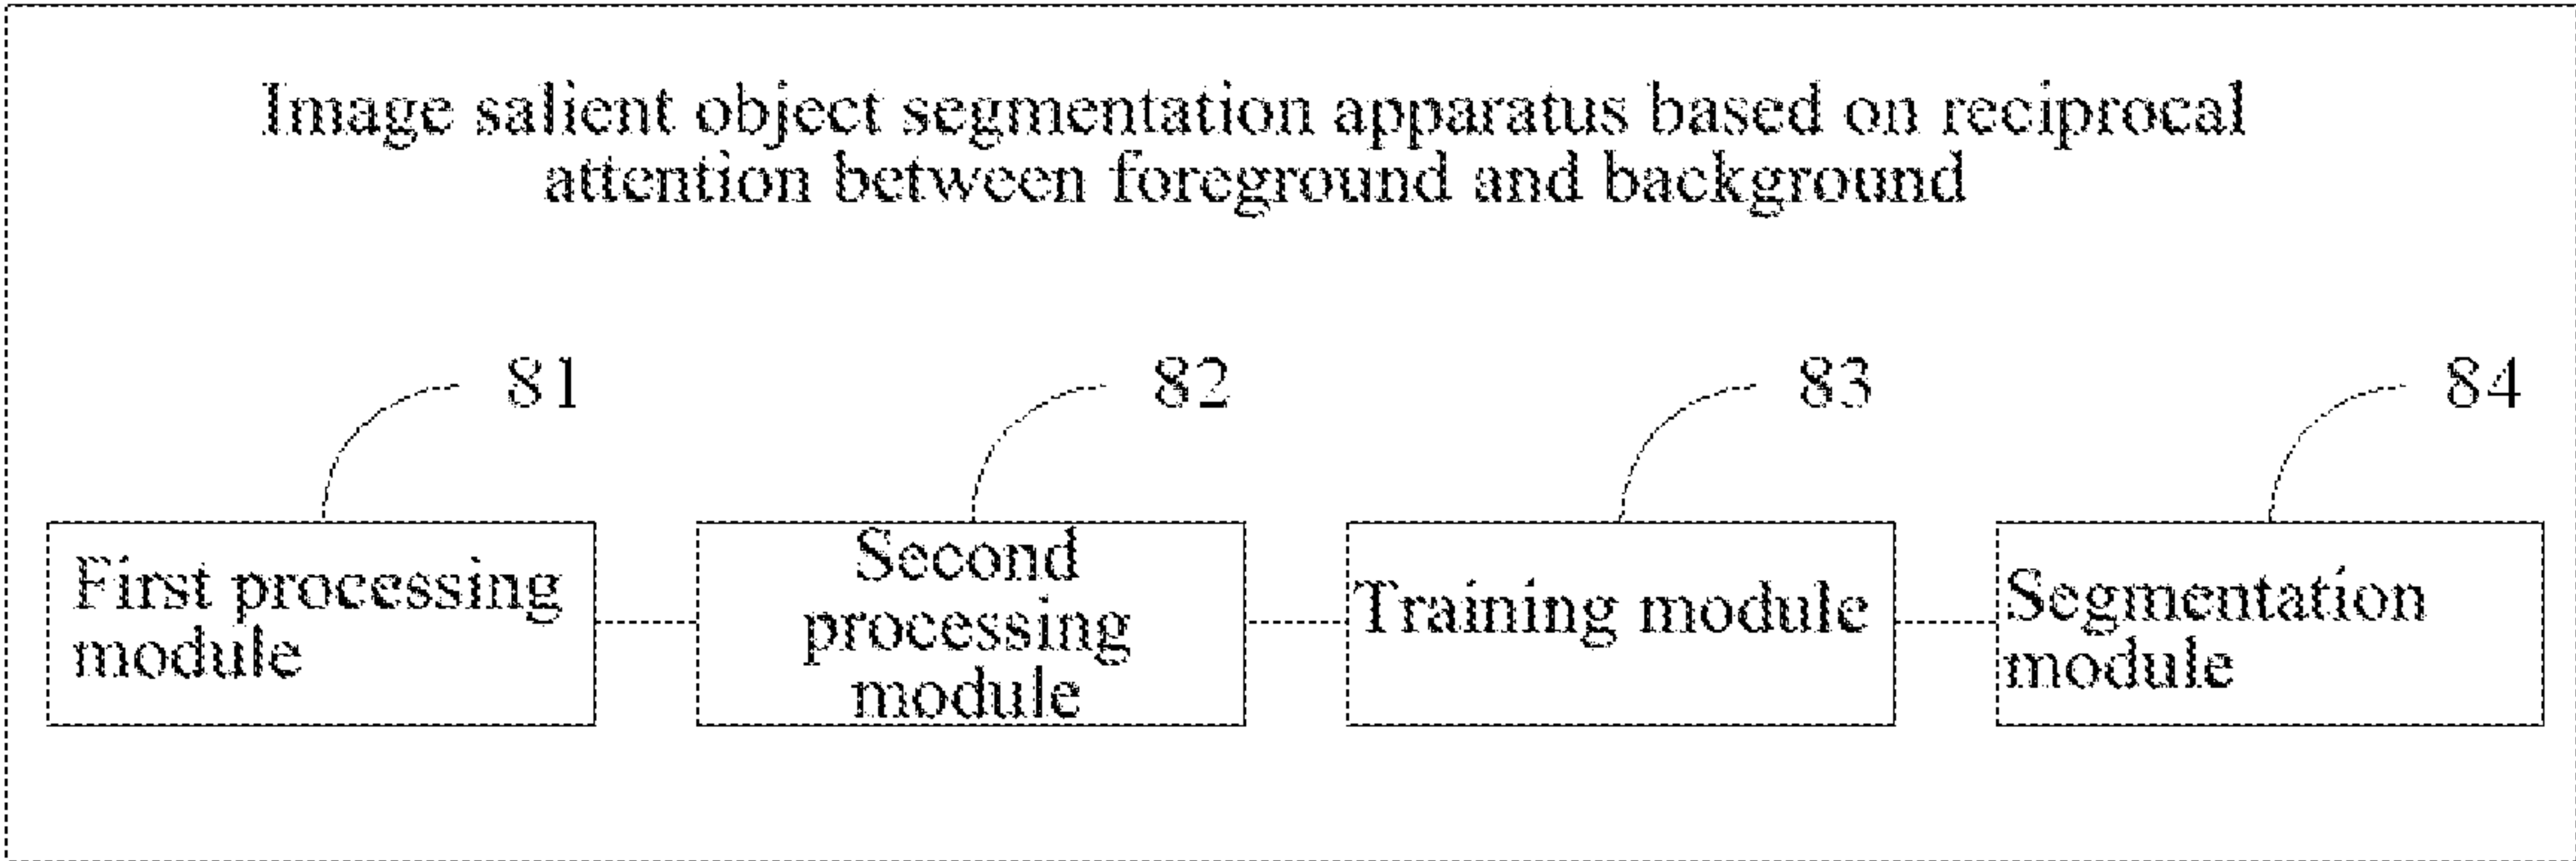 Image salient object segmentation apparatus based on reciprocal
attention between foreground and background
81
82
83
84
First processing
module
Second
processing
module
Training module
Segmentation
module